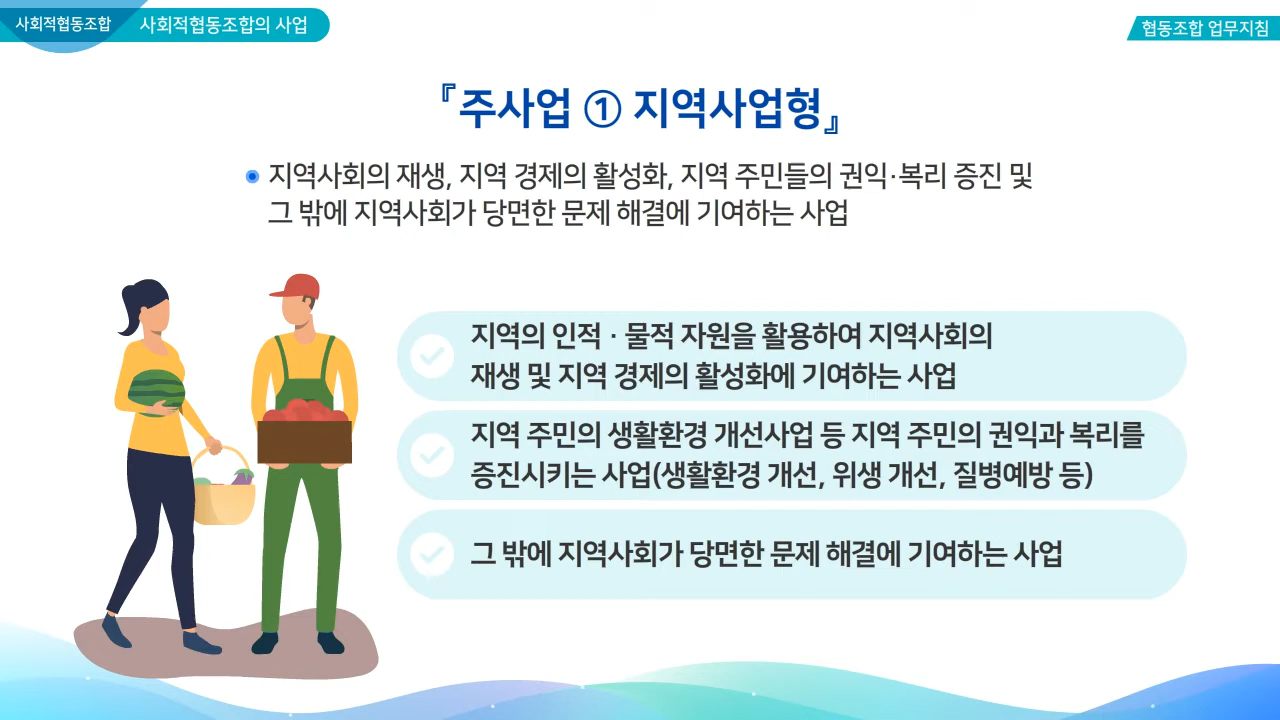 사회적협동조합
사회적협동조합의 사업
협동조합 업무지침
『주사업 ① 지역사업형』
지역사회의 재생, 지역 경제의 활성화, 지역 주민들의 권익·복리 증진 및
그 밖에 지역사회가 당면한 문제 해결에 기여하는 사업
지역의 인적 · 물적 자원을 활용하여 지역사회의
재생 및 지역 경제의 활성화에 기여하는 사업
지역 주민의 생활환경 개선사업 등 지역 주민의 권익과 복리를
증진시키는 사업(생활환경 개선, 위생 개선, 질병예방 등)
그 밖에 지역사회가 당면한 문제 해결에 기여하는 사업